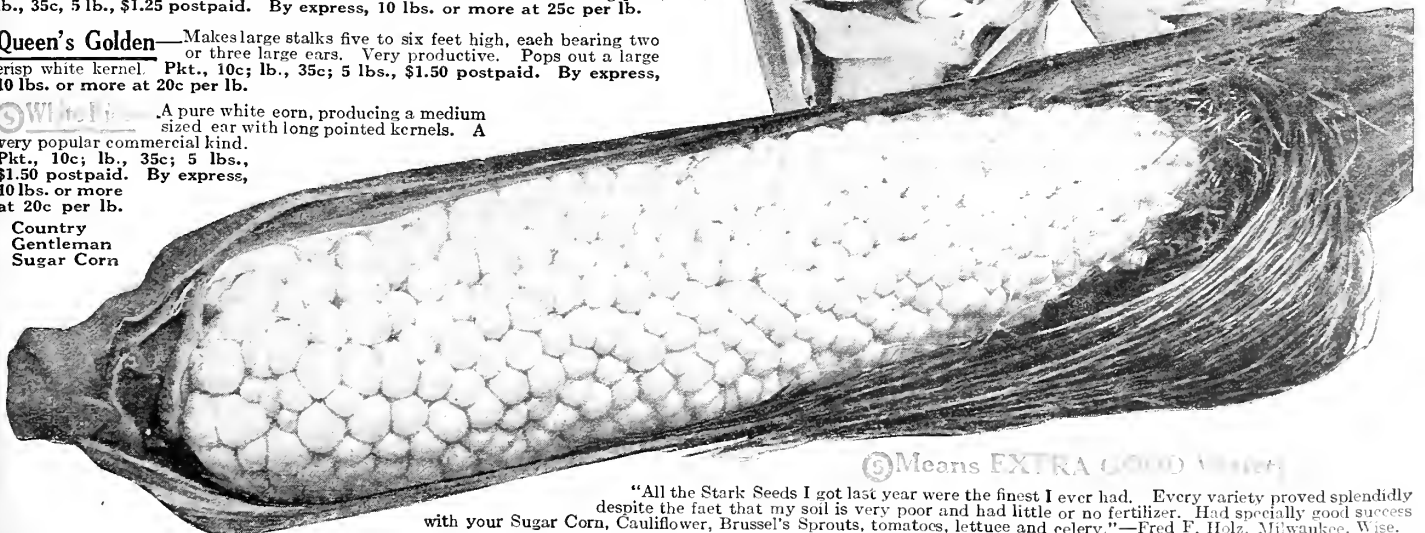 b., 35c, 5 lb., $1.25 postpaid. By express, 10 lbs. or more at 25c per lb.
Queen's Golden—Makes large stalks five to six feet high, each bearing two
or three large ears. Very productive. Pops out a large
crisp white kernel. Pkt., 10c; lb., 35c; 5 lbs., $1.50 postpaid. By express,
10 lbs. or more at 20c per lb.
Ⓢ A pure white corn, producing a medium
sized ear with long pointed kernels. A
very popular commercial kind.
Pkt., 10c; lb., 35c; 5 lbs.,
$1.50 postpaid. By express,
10 lbs. or more
at 20c per lb.
Country
Gentleman
Sugar Corn
Ⓢ Means EXTRA GOOD
"All the Stark Seeds I got last year were the finest I ever had. Every variety proved splendidly
despite the fact that my soil is very poor and had little or no fertilizer. Had specially good success
with your Sugar Corn, Cauliflower, Brussel's Sprouts, tomatoes, lettuce and celery."—Fred F. Holz, Milwaukee, Wisc.